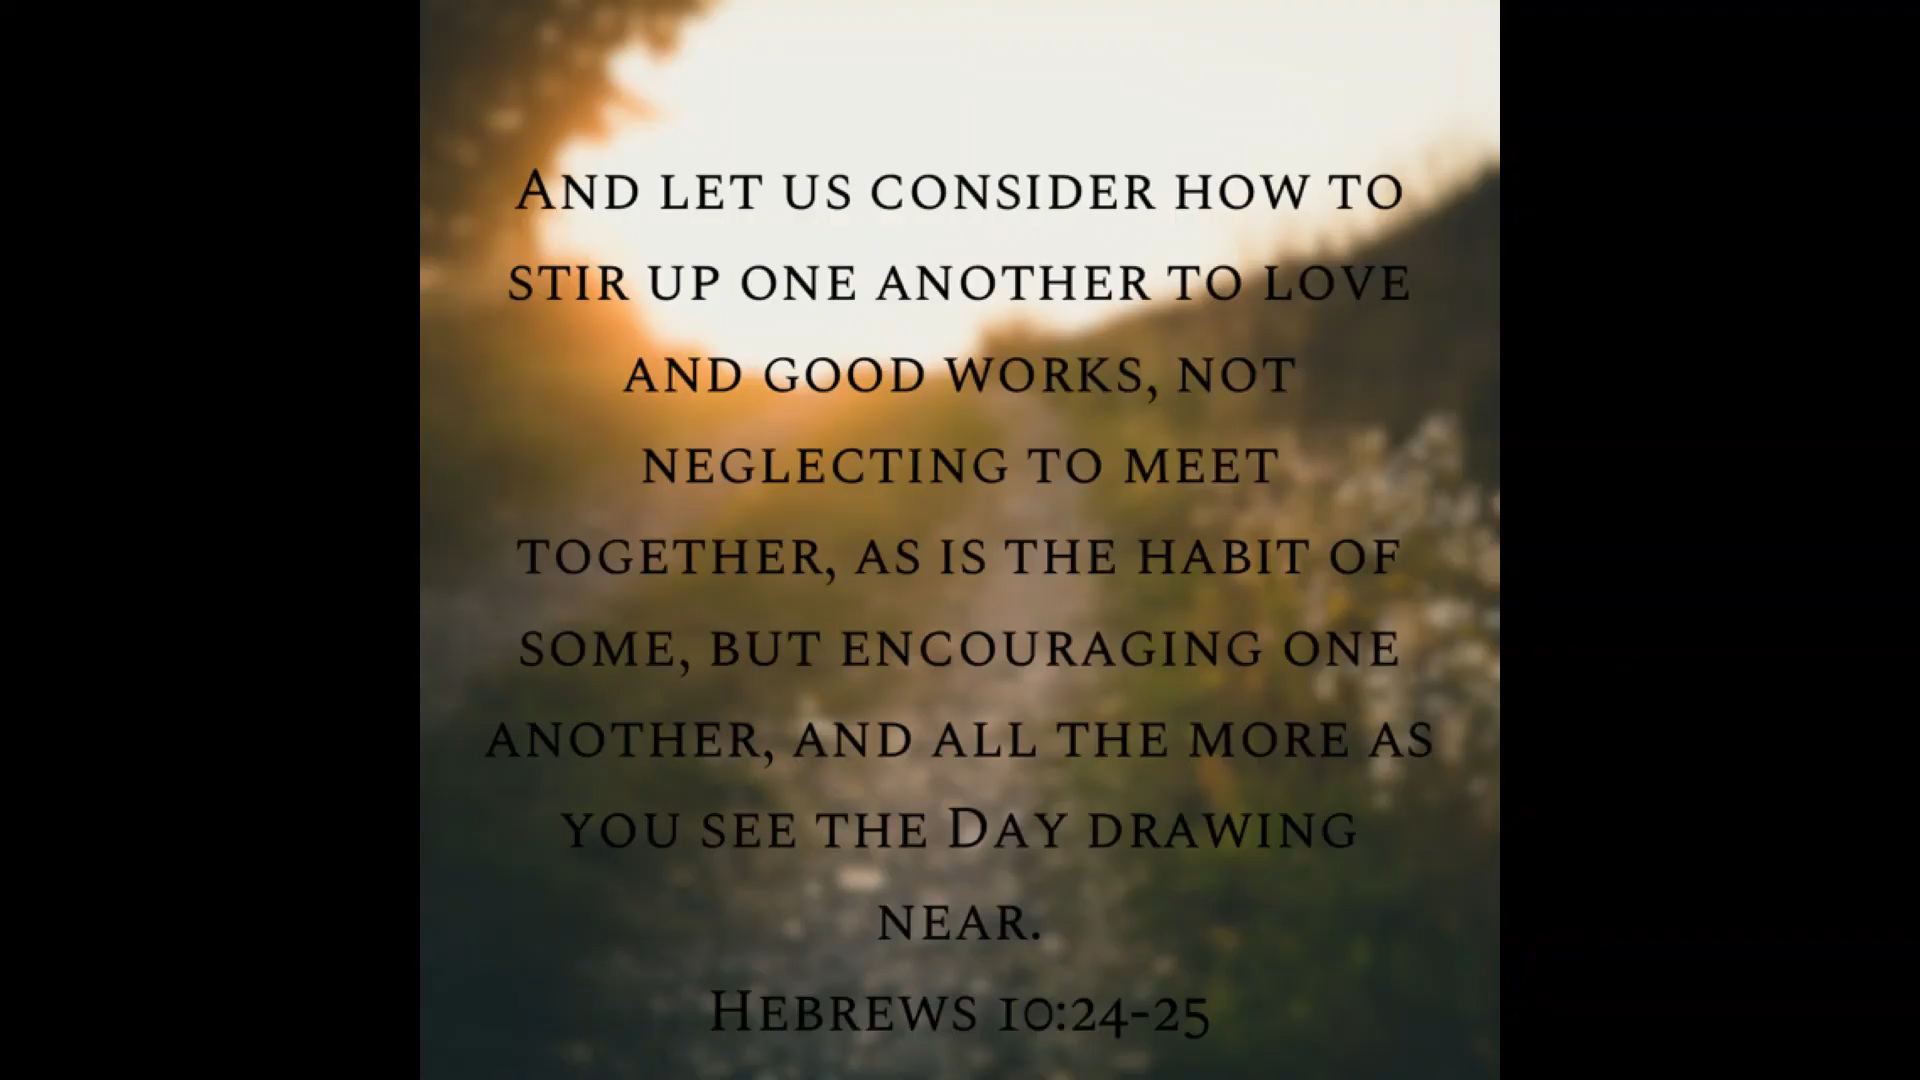 And let us consider how to
stir up one another to love
and good works, not
neglecting to meet
together, as is the habit of
some, but encouraging one
another, and all the more as
you see the Day drawing
near.
Hebrews 10:24-25